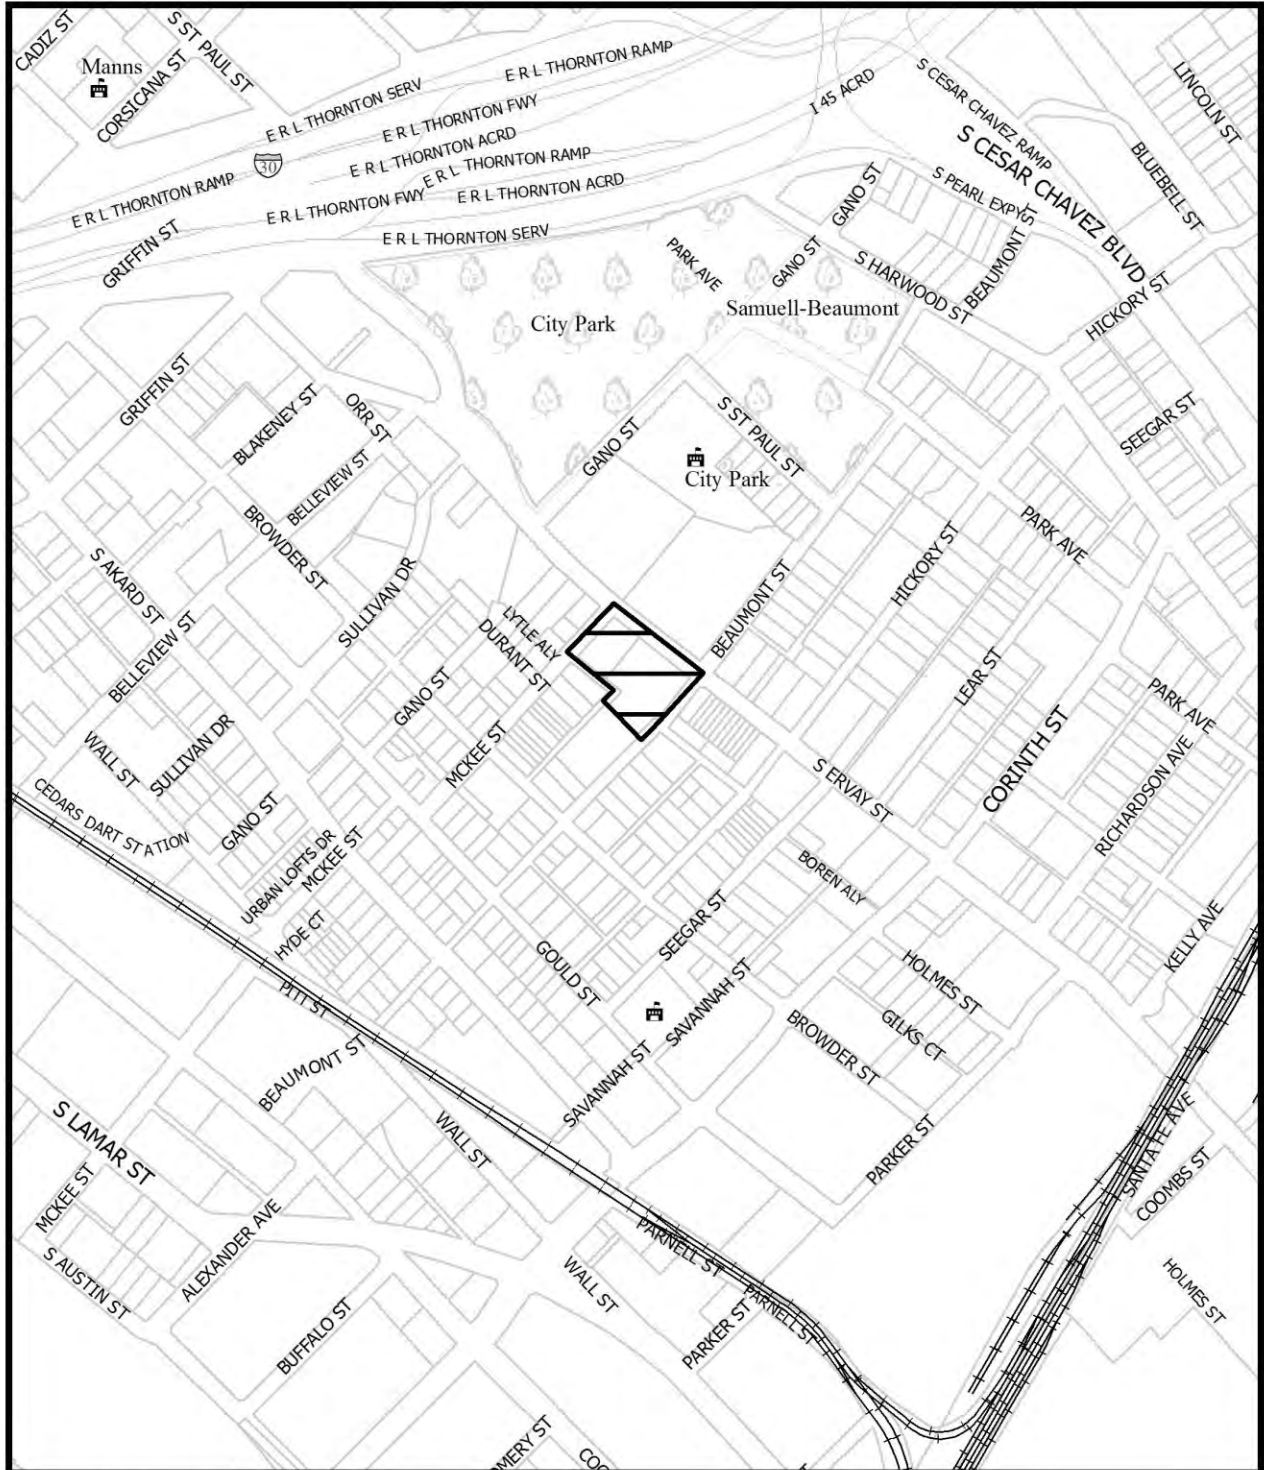 CADIZ ST
S ST PAUL ST
Manns
CORSICANA ST
E R L THORNTON RAMP
E R L THORNTON SERV
E R L THORNTON FWY
E R L THORNTON ACRD
I 45 ACRD
S CESAR CHAVEZ RAMP
LINCOLN ST
S CESAR CHAVEZ BLVD
BLUEBELL ST
30
E R L THORNTON RAMP
E R L THORNTON RAMP
E R L THORNTON FWY
E R L THORNTON ACRD
E R L THORNTON SERV
GRIFFIN ST
GANO ST
S PEARL EXPY
BEAUMONT ST
PARK AVE
GANO ST
S HARWOOD ST
HICKORY ST
Samuell-Beaumont
City Park
GRIFFIN ST
BLAKENEY ST
ORR ST
S ST PAUL ST
SEEGAR ST
GANO ST
City Park
BELLEVIEW ST
BROWDER ST
PARK AVE
HICKORY ST
S AKARD ST
SULLIVAN DR
BEAUMONT ST
BELLEVIEW ST
LYTLE ALY
DURANT ST
GANO ST
LEAR ST
PARK AVE
MCKEE ST
SULLIVAN DR
WALL ST
CORINTH ST
RICHARDSON AVE
S ERVAY ST
CEDARS DART STATION
GANO ST
URBAN LOFTS DR
MCKEE ST
BOREN ALY
HYDE CT
SEEGAR ST
KELLY AVE
GOULD ST
HOLMES ST
PITT ST
SAVANNAH ST
GILKS CT
BROWDER ST
BEAUMONT ST
SAVANNAH ST
S LAMAR ST
WALL ST
PARKER ST
SANTA FE AVE
COOMBS ST
MCKEE ST
ALEXANDER AVE
PARNELL ST
S AUSTIN ST
WALL ST
PARNELL ST
HOLMES ST
BUFFALO ST
PARKER ST
MERY ST